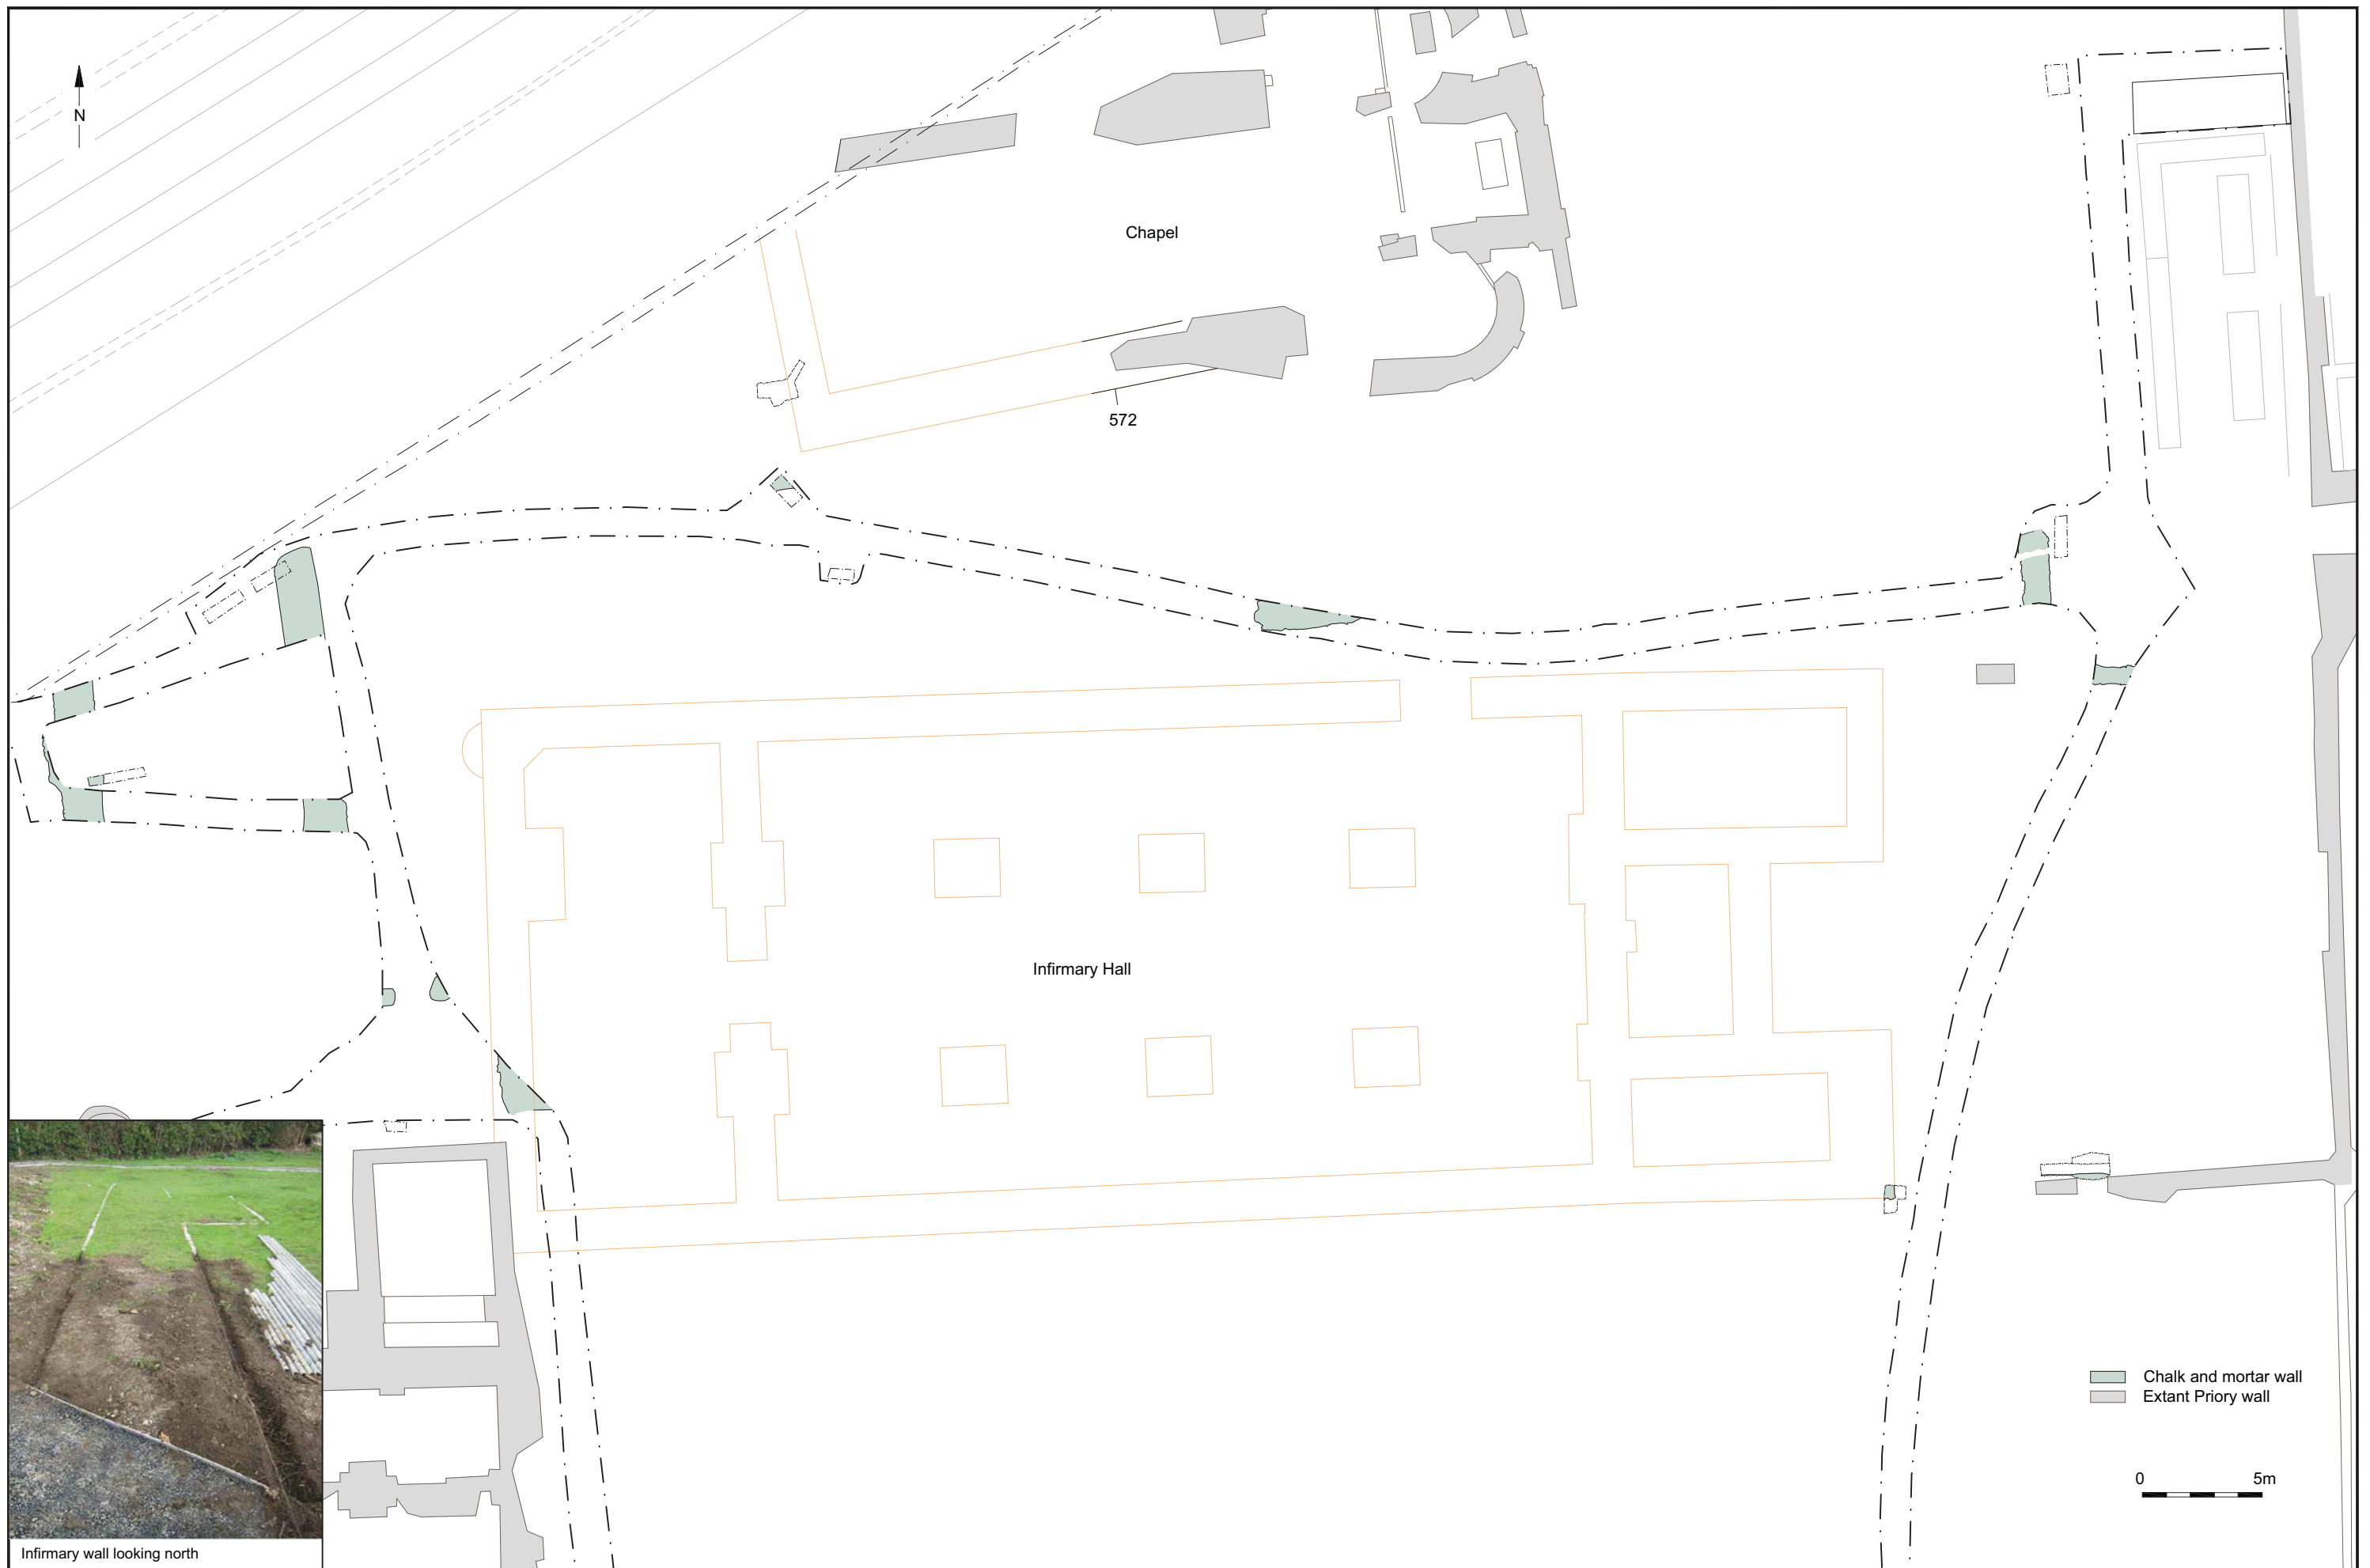 N
Chapel
572
Infirmary Hall
Chalk and mortar wall
Extant Priory wall
0 5m
Infirmary wall looking north